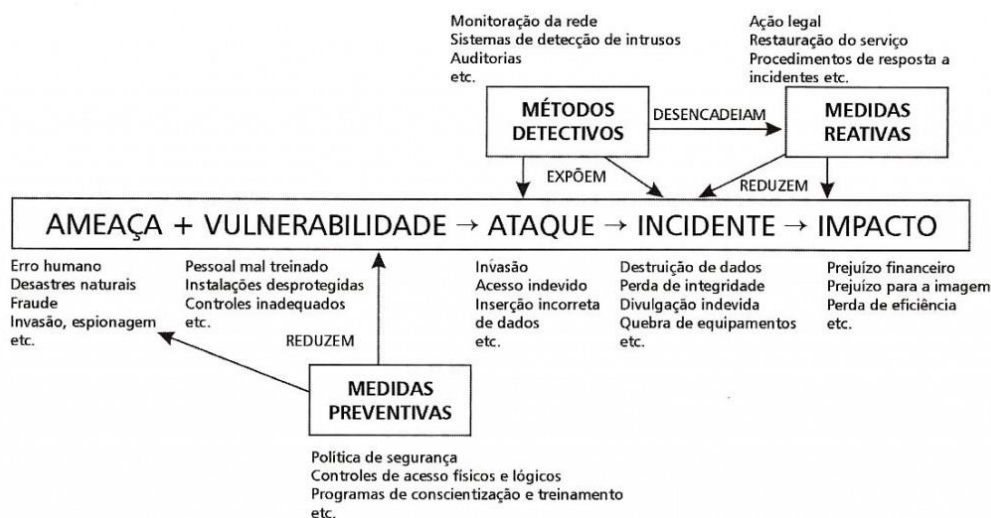 Monitoração da rede
Sistemas de detecção de intrusos
Auditorias
etc.
Ação legal
Restauração do serviço
Procedimentos de resposta a
incidentes etc.
MÉTODOS
DETECTIVOS
DESENCADEIAM
MEDIDAS
REATIVAS
EXPÕEM
REDUZEM
AMEAÇA + VULNERABILIDADE → ATAQUE → INCIDENTE → IMPACTO
Erro humano
Desastres naturais
Fraude
Invasão, espionagem
etc.
Pessoal mal treinado
Instalações desprotegidas
Controles inadequados
etc.
Invasão
Acesso indevido
Inserção incorreta
de dados
etc.
Destruição de dados
Perda de integridade
Divulgação indevida
Quebra de equipamentos
etc.
Prejuízo financeiro
Prejuízo para a imagem
Perda de eficiência
etc.
REDUZEM
MEDIDAS
PREVENTIVAS
Política de segurança
Controles de acesso físicos e lógicos
Programas de conscientização e treinamento
etc.